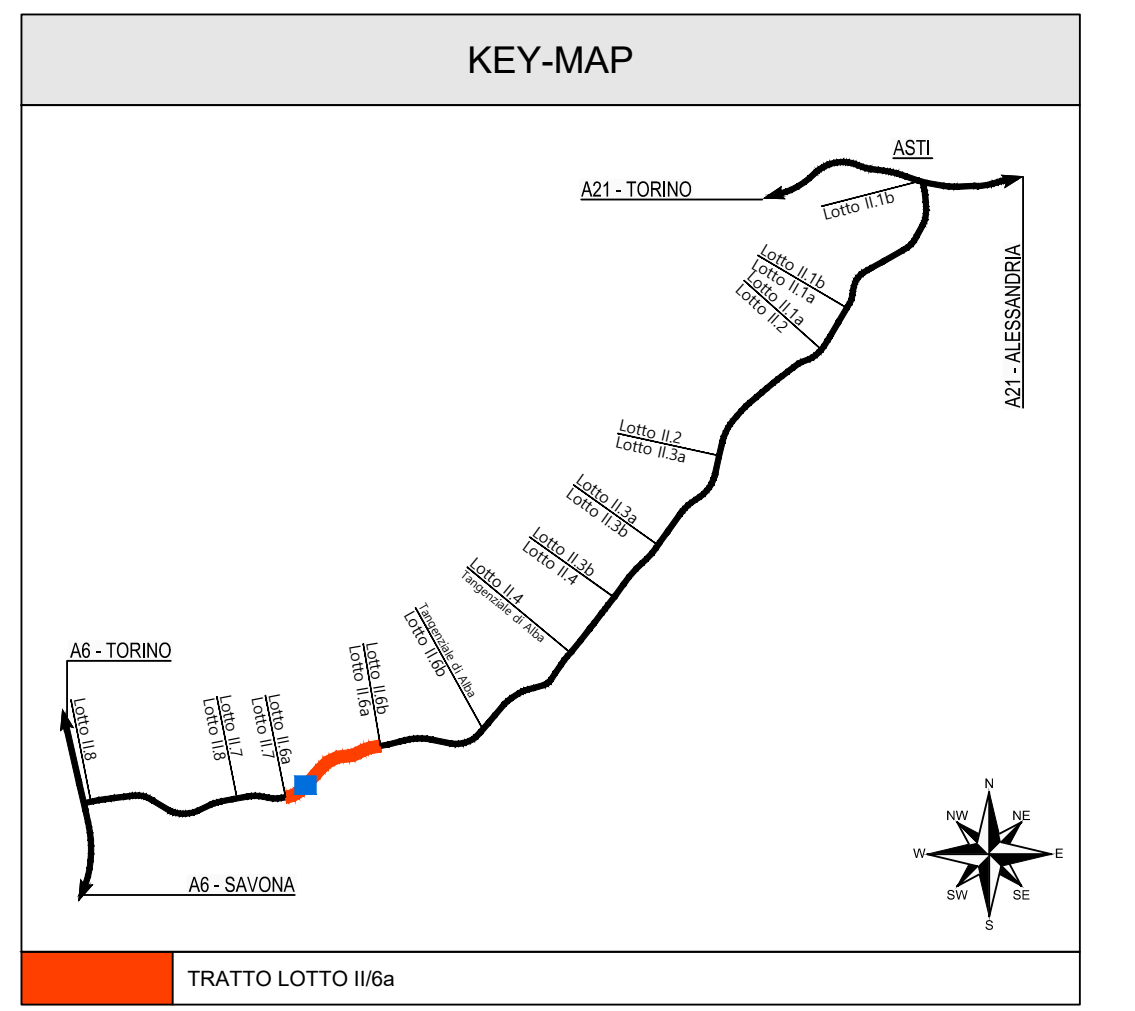 KEY-MAP
ASTI
A21 - TORINO
Lotto II.1b
A21 - ALESSANDRIA
Lotto II.1b
Lotto II.1a
Lotto II.1a
Lotto II.2
Lotto II.2
Lotto II.3a
Lotto II.3a
Lotto II.3b
Lotto II.3b
Lotto II.4
Lotto II.4
Tangenziale di Alba
Tangenziale di Alba
Lotto II.6b
Lotto II.6b
Lotto II.6a
A6 - TORINO
Lotto II.6a
Lotto II.7
Lotto II.7
Lotto II.8
Lotto II.8
A6 - SAVONA
N
NW
NE
W
E
SW
SE
S
TRATTO LOTTO II/6a